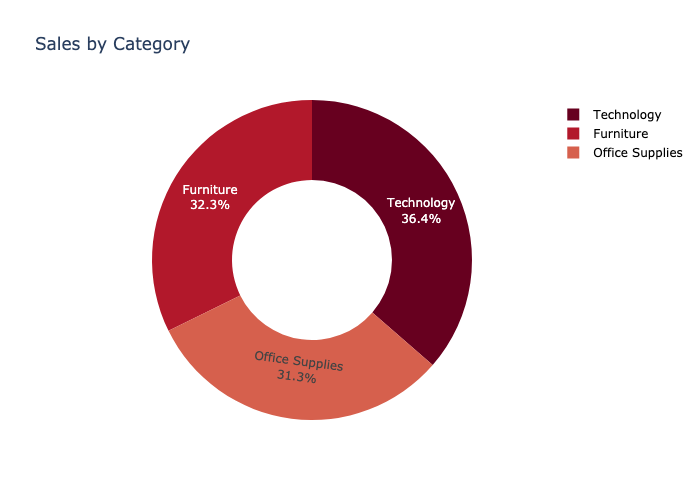 Sales by Category
Technology
Furniture
Office Supplies
Furniture
32.3%
Technology
36.4%
Office Supplies
31.3%